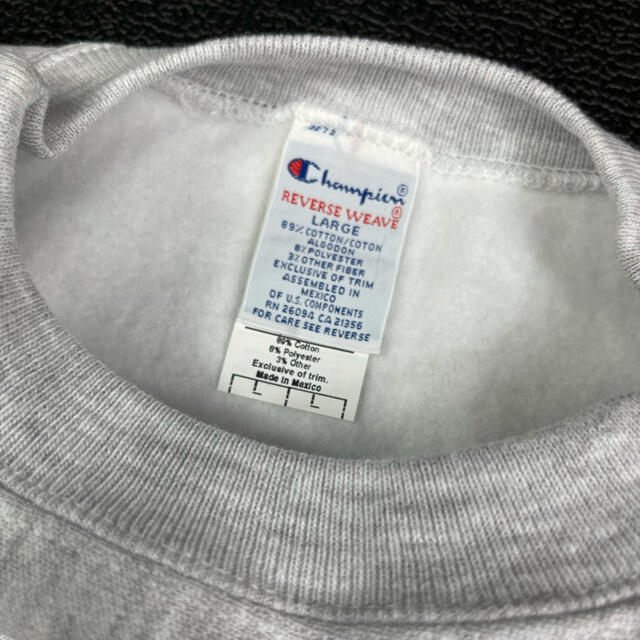 Champion®
REVERSE WEAVE®
LARGE
89% COTTON/COTON
ALGODON
8% POLYESTER
3% OTHER FIBER
EXCLUSIVE OF TRIM
ASSEMBLED IN
MEXICO
OF U.S. COMPONENTS
RN 26094 CA 21356
FOR CARE SEE REVERSE
89% Cotton
8% Polyester
3% Other
Exclusive of trim.
Made in Mexico
L L